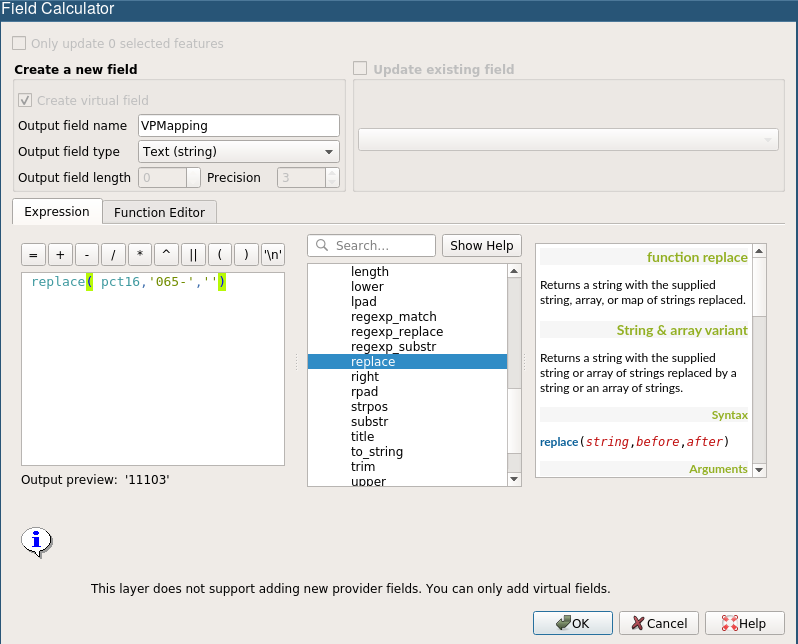 Field Calculator
Only update 0 selected features
Create a new field
Update existing field
Create virtual field
Output field name VPMapping
Output field type Text (string)
Output field length 0 Precision 3
Expression Function Editor
= + - / * ^ || ( ) '\n'
replace( pct16,'065-','')
Output preview: '11103'
Search... Show Help
length
lower
lpad
regexp_match
regexp_replace
regexp_substr
replace
right
rpad
strpos
substr
title
to_string
trim
upper
function replace
Returns a string with the supplied
string, array, or map of strings replaced.
String & array variant
Returns a string with the supplied
string or array of strings replaced by a
string or an array of strings.
Syntax
replace(string,before,after)
Arguments
This layer does not support adding new provider fields. You can only add virtual fields.
OK Cancel Help